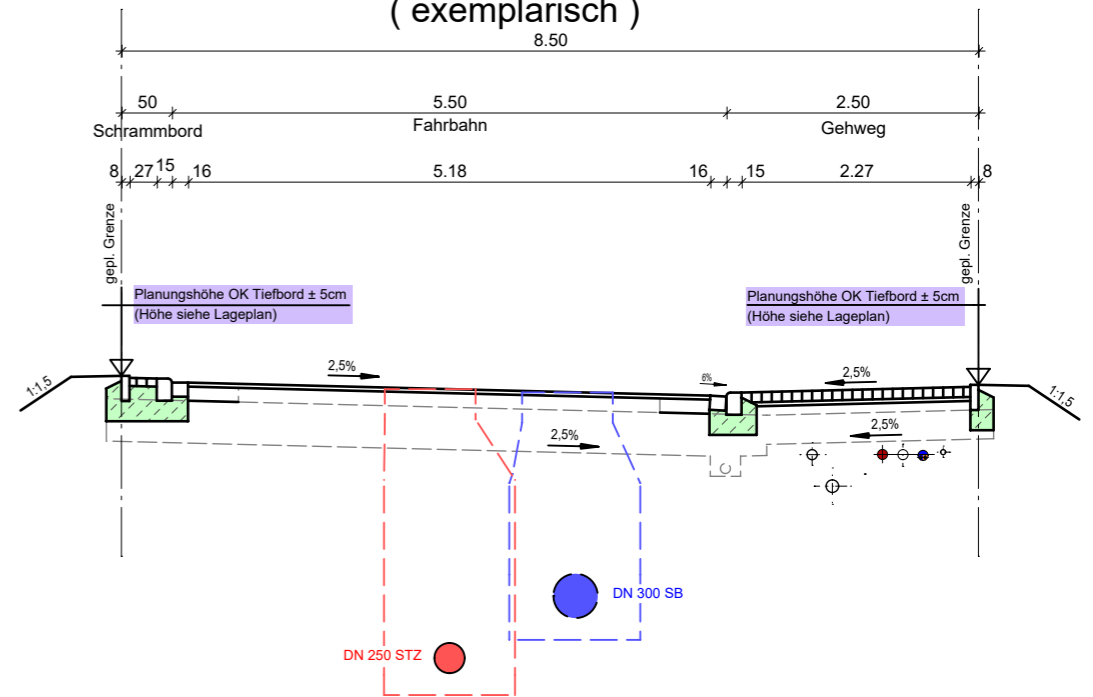 ( exemplarisch )
8.50
50 5.50 2.50
Schrammbord Fahrbahn Gehweg
8 27 15 16 5.18 16 15 2.27 8
gepl. Grenze
gepl. Grenze
Planungshöhe OK Tiefbord ± 5cm
(Höhe siehe Lageplan)
Planungshöhe OK Tiefbord ± 5cm
(Höhe siehe Lageplan)
1:1,5
2,5%
6%
2,5%
1:1,5
2,5%
2,5%
DN 300 SB
DN 250 STZ